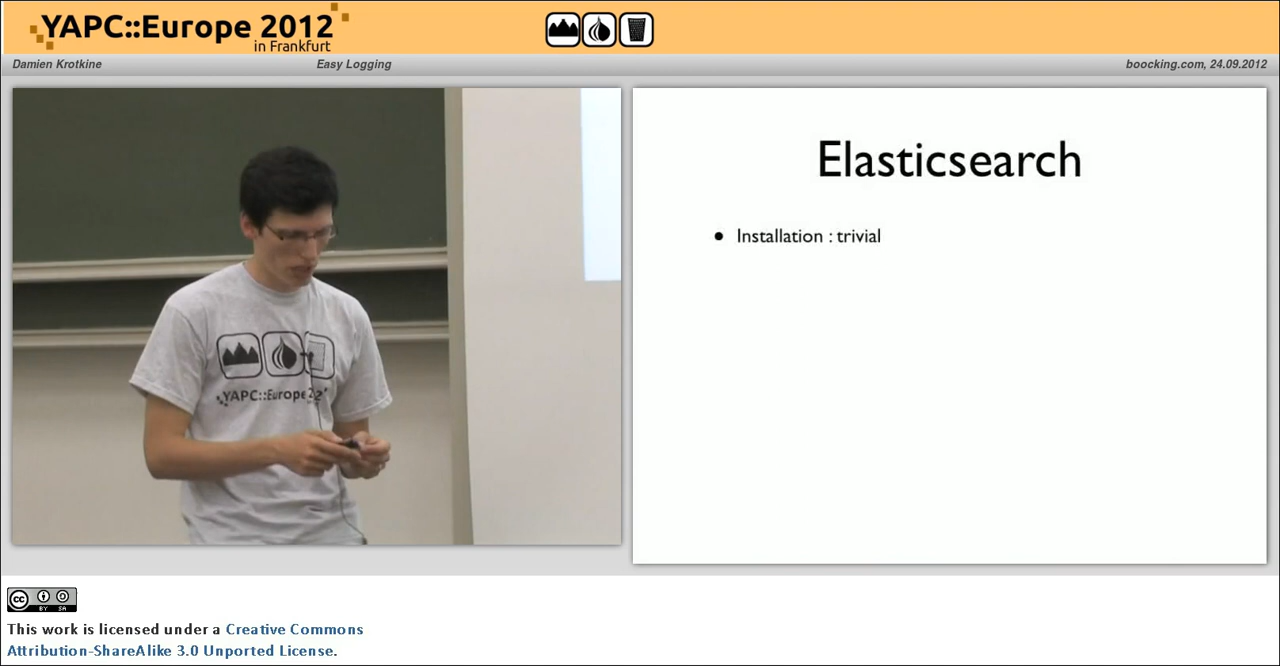 YAPC::Europe 2012
in Frankfurt
Damien Krotkine
Easy Logging
boocking.com, 24.09.2012
Elasticsearch
• Installation : trivial
YAPC::Europe
cc
BY SA
This work is licensed under a Creative Commons
Attribution-ShareAlike 3.0 Unported License.